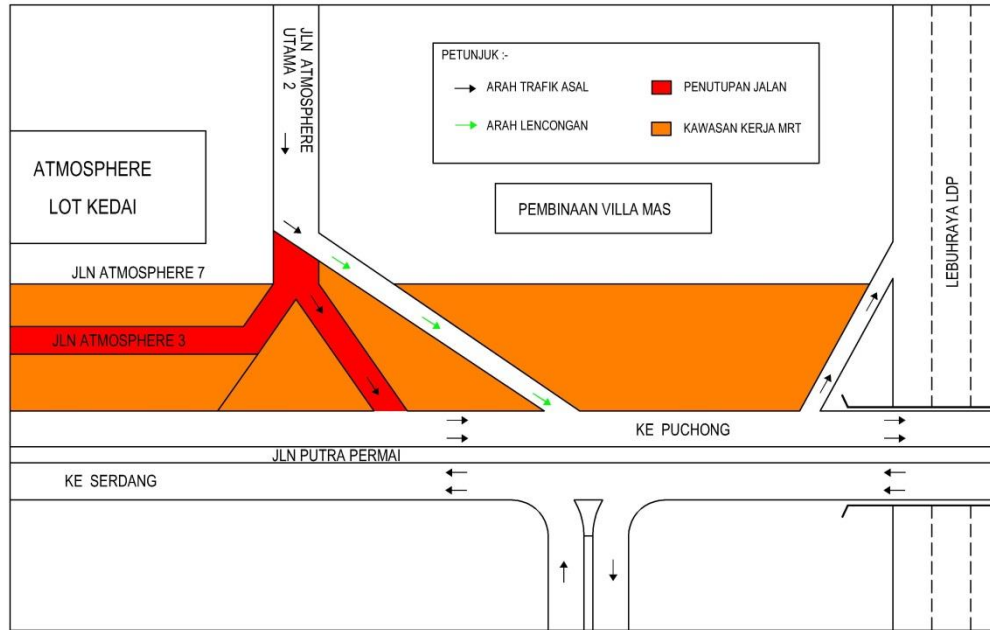 JLN ATMOSPHERE
UTAMA 2
PETUNJUK :-
ARAH TRAFIK ASAL
PENUTUPAN JALAN
ARAH LENCONGAN
KAWASAN KERJA MRT
ATMOSPHERE
LOT KEDAI
PEMBINAAN VILLA MAS
LEBUHRAYA LDP
JLN ATMOSPHERE 7
JLN ATMOSPHERE 3
KE PUCHONG
JLN PUTRA PERMAI
KE SERDANG